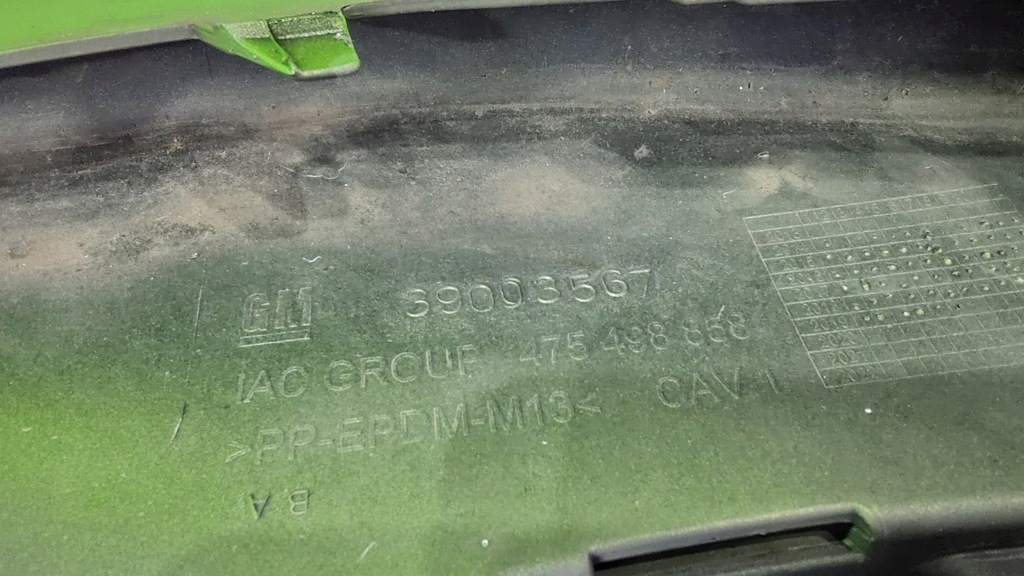 GM 39003567
IAC GROUP 475 498 868
>PP-EPDM-M13< CAV-1
B A